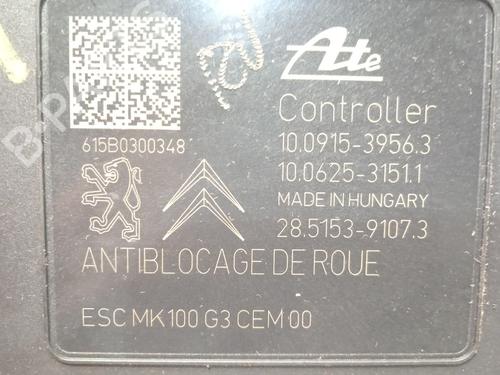 Ate
Controller
10.0915-3956.3
10.0625-3151.1
MADE IN HUNGARY
28.5153-9107.3
615B0300348
ANTIBLOCAGE DE ROUE
ESC MK100 G3 CEM 00